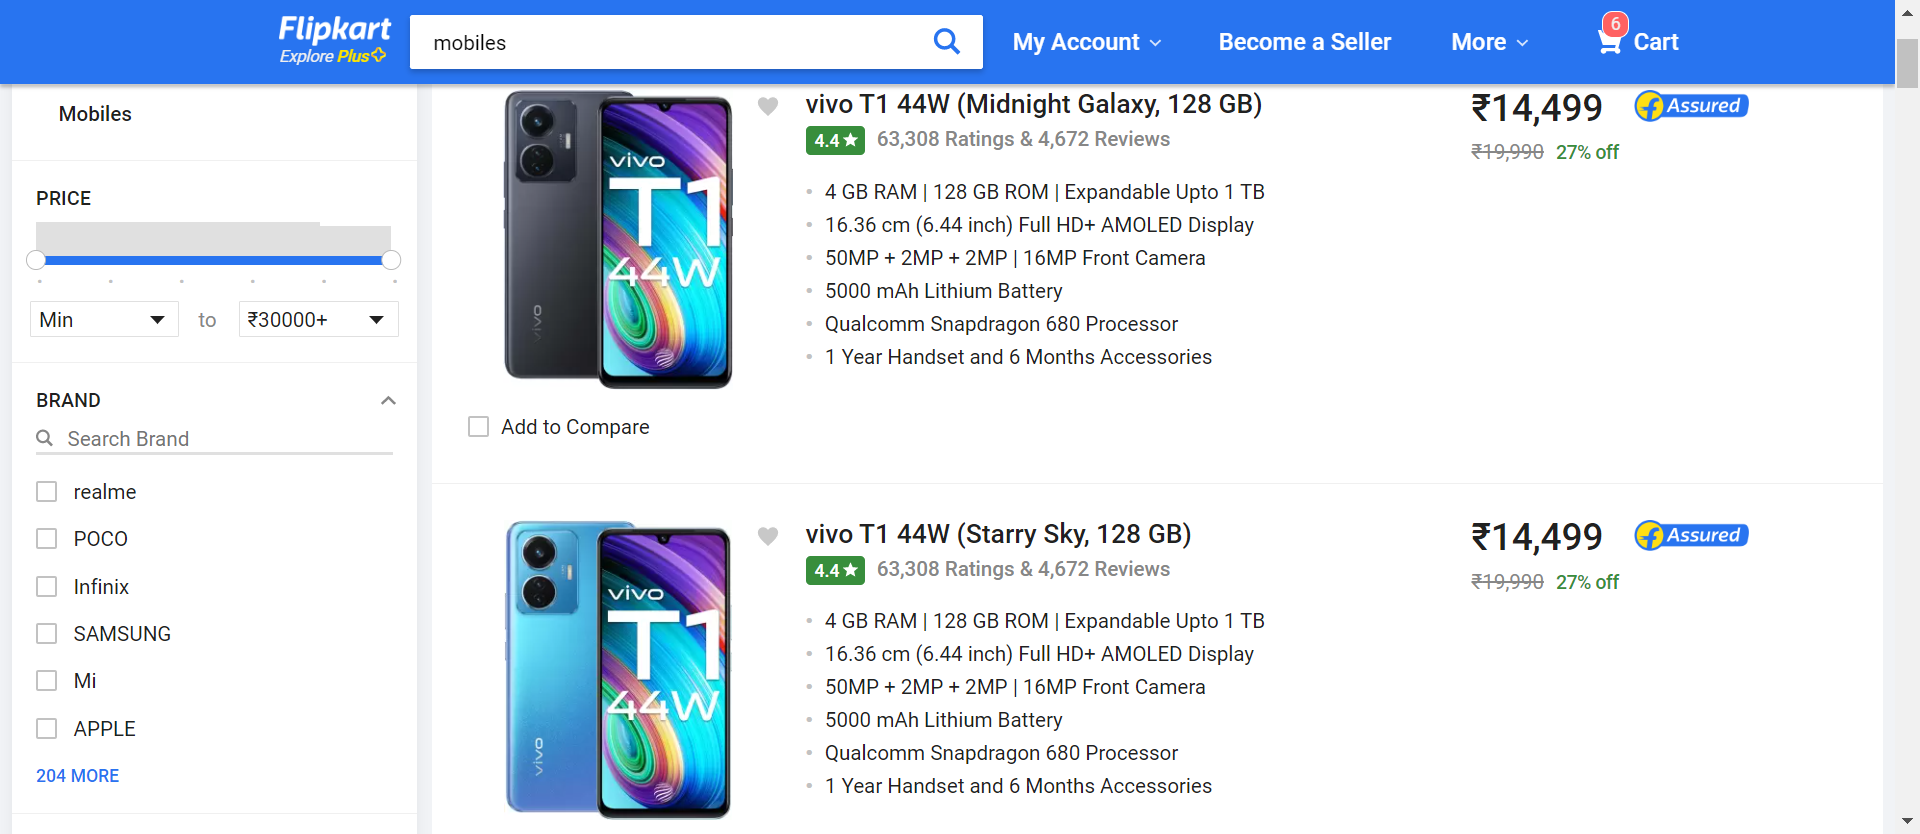 Flipkart
Explore Plus
mobiles
My Account
Become a Seller
More
6
Cart
Mobiles
PRICE
Min
to
₹30000+
BRAND
Search Brand
realme
POCO
Infinix
SAMSUNG
Mi
APPLE
204 MORE
vivo
T1
44W
vivo
Add to Compare
vivo T1 44W (Midnight Galaxy, 128 GB)
4.4★
63,308 Ratings & 4,672 Reviews
4 GB RAM | 128 GB ROM | Expandable Upto 1 TB
16.36 cm (6.44 inch) Full HD+ AMOLED Display
50MP + 2MP + 2MP | 16MP Front Camera
5000 mAh Lithium Battery
Qualcomm Snapdragon 680 Processor
1 Year Handset and 6 Months Accessories
₹14,499
Assured
₹19,990 27% off
vivo
T1
44W
vivo
vivo T1 44W (Starry Sky, 128 GB)
4.4★
63,308 Ratings & 4,672 Reviews
4 GB RAM | 128 GB ROM | Expandable Upto 1 TB
16.36 cm (6.44 inch) Full HD+ AMOLED Display
50MP + 2MP + 2MP | 16MP Front Camera
5000 mAh Lithium Battery
Qualcomm Snapdragon 680 Processor
1 Year Handset and 6 Months Accessories
₹14,499
Assured
₹19,990 27% off